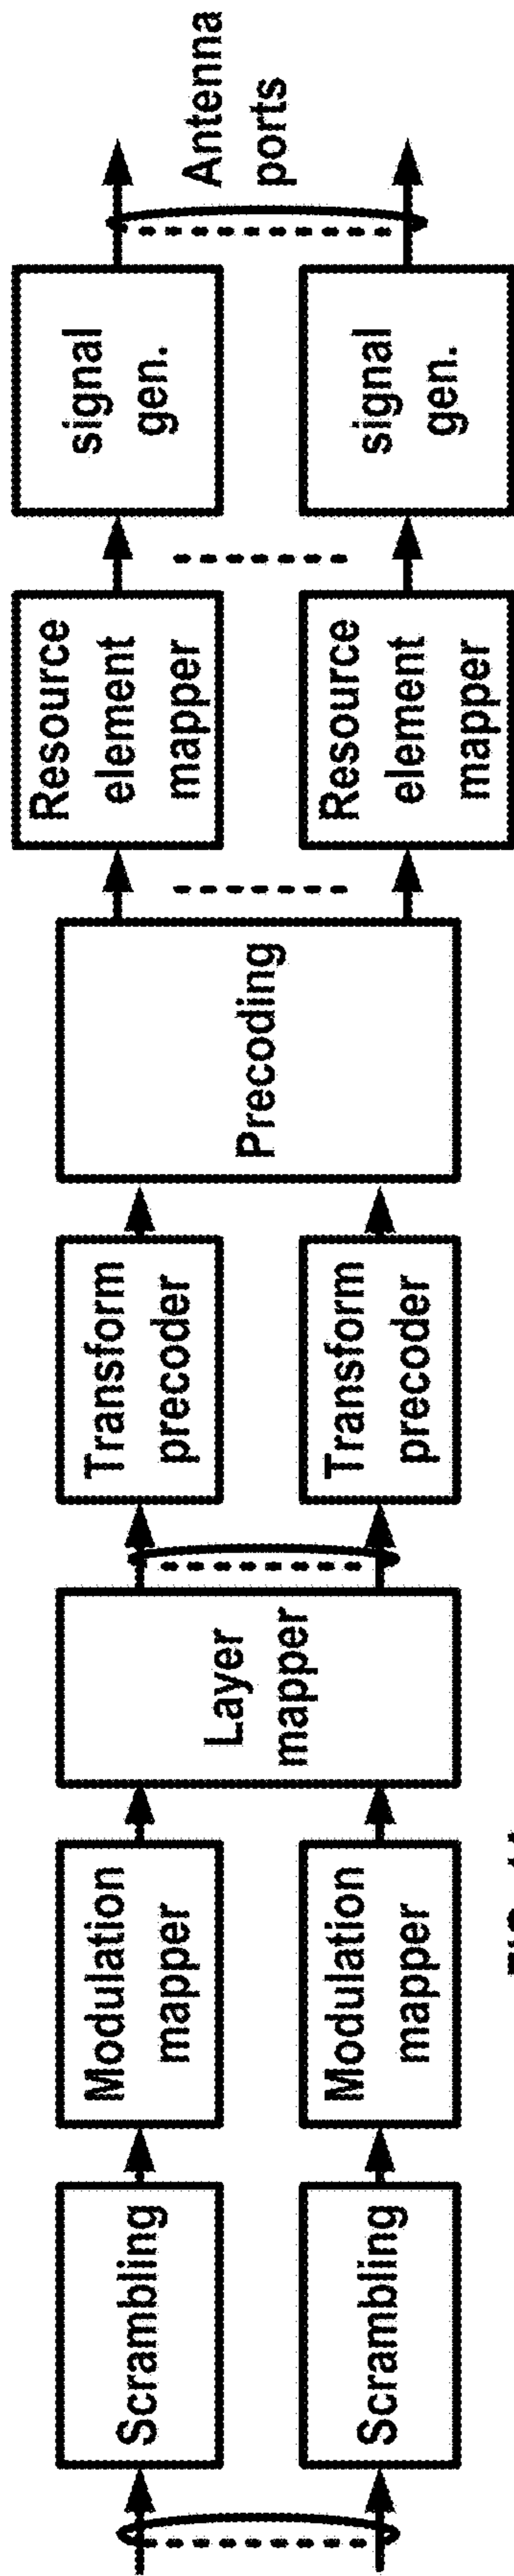 Scrambling
Scrambling
Modulation
mapper
Modulation
mapper
Layer
mapper
Transform
precoder
Transform
precoder
Precoding
Resource
element
mapper
Resource
element
mapper
signal
gen.
signal
gen.
Antenna
ports